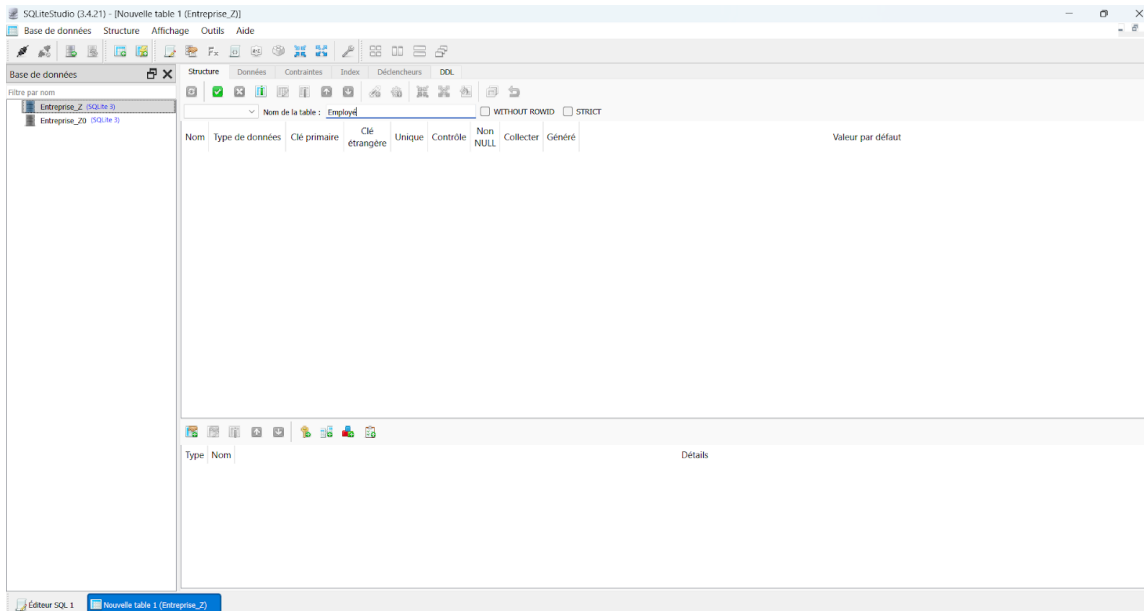 SQLiteStudio (3.4.21) - [Nouvelle table 1 (Entreprise_Z)]
Base de données Structure Affichage Outils Aide
Base de données
Structure Données Contraintes Index Déclencheurs DDL
Filtre par nom
Entreprise_Z (SQLite 3)
Entreprise_Z0 (SQLite 3)
Nom de la table : Employé WITHOUT ROWID STRICT
Nom Type de données Clé primaire Clé étrangère Unique Contrôle Non NULL Collecter Généré Valeur par défaut
Type Nom Détails
Éditeur SQL 1 Nouvelle table 1 (Entreprise_Z)